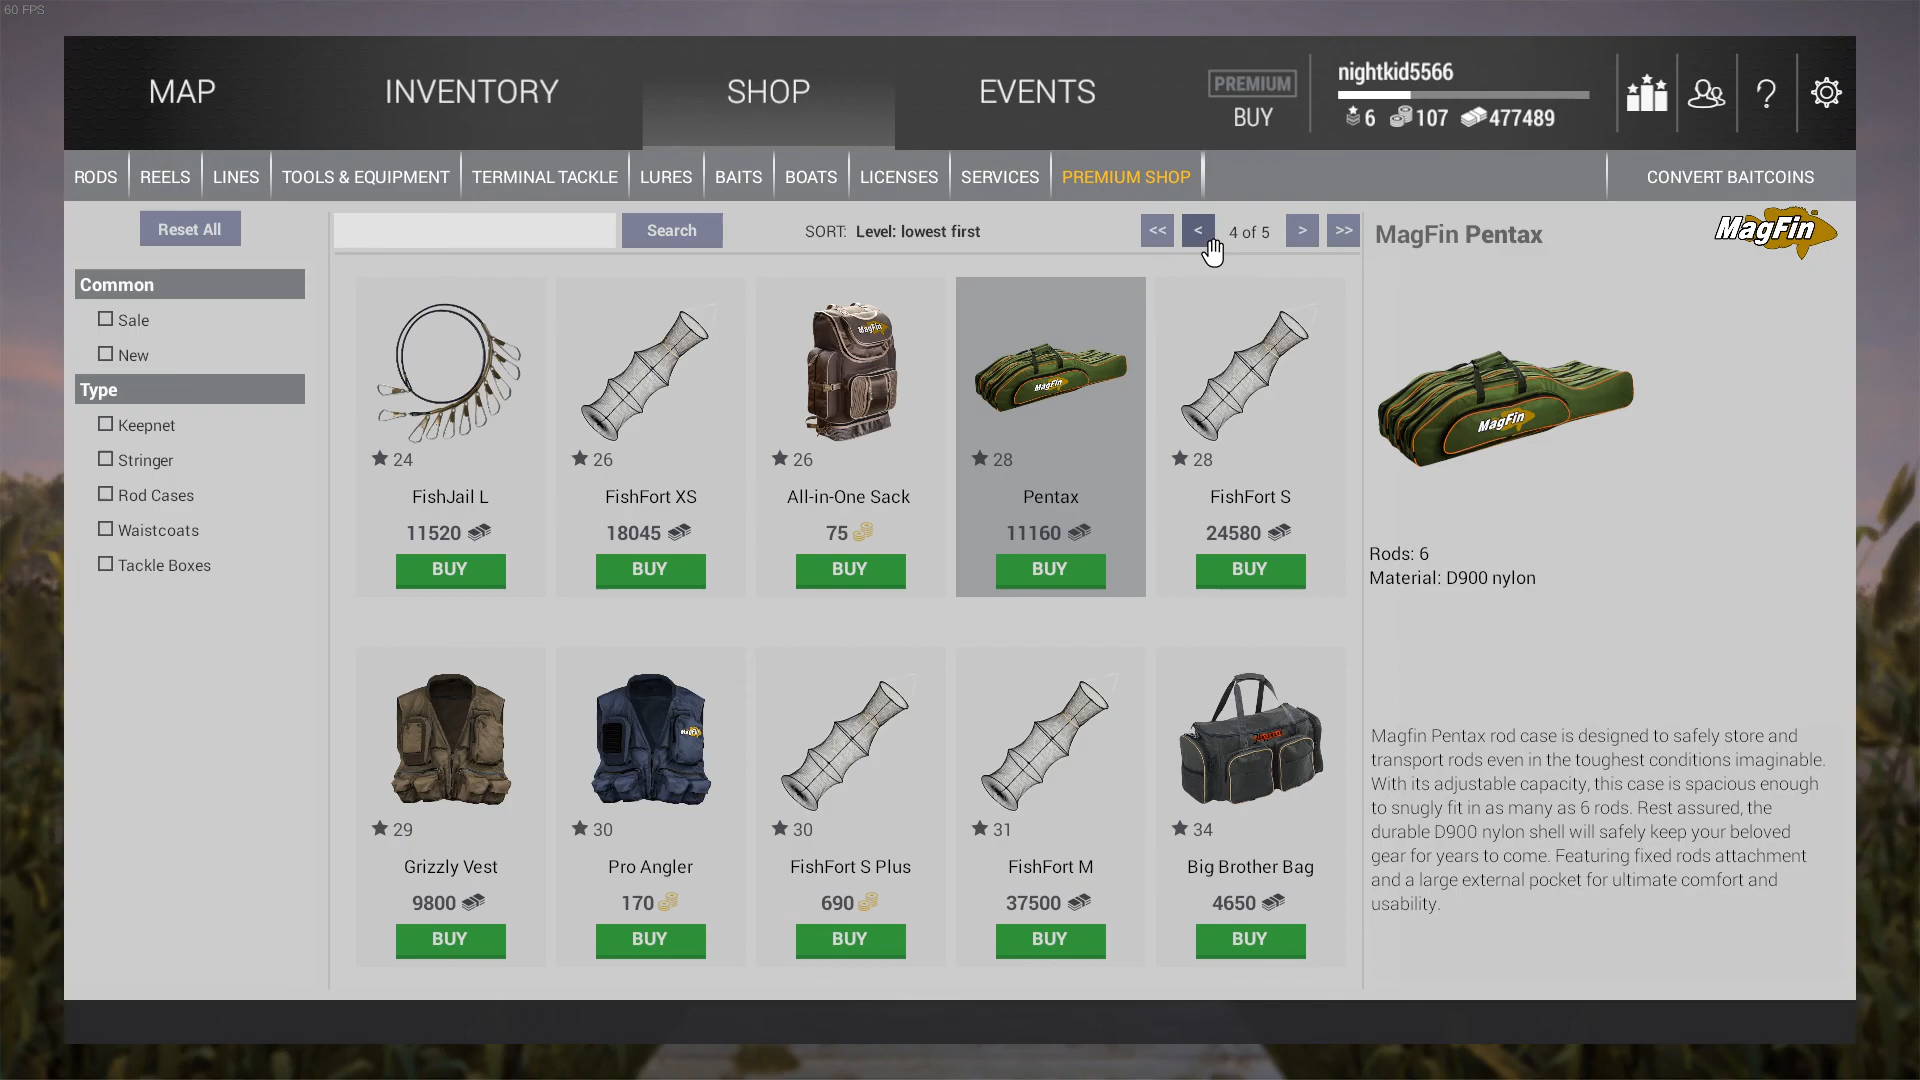 60 FPS
MAP
INVENTORY
SHOP
EVENTS
PREMIUM
BUY
nightkid5566
6
107
477489
?
RODS
REELS
LINES
TOOLS & EQUIPMENT
TERMINAL TACKLE
LURES
BAITS
BOATS
LICENSES
SERVICES
PREMIUM SHOP
CONVERT BAITCOINS
Reset All
Search
SORT: Level: lowest first
<<
<
4 of 5
>
>>
MagFin Pentax
MagFin
Common
Sale
New
Type
Keepnet
Stringer
Rod Cases
Waistcoats
Tackle Boxes
MagFin
MagFin
24
26
26
28
28
FishJail L
FishFort XS
All-in-One Sack
Pentax
FishFort S
11520
18045
75
11160
24580
BUY
BUY
BUY
BUY
BUY
MagFin
29
30
30
31
34
Grizzly Vest
Pro Angler
FishFort S Plus
FishFort M
Big Brother Bag
9800
170
690
37500
4650
BUY
BUY
BUY
BUY
BUY
MagFin
Rods: 6
Material: D900 nylon
Magfin Pentax rod case is designed to safely store and
transport rods even in the toughest conditions imaginable.
With its adjustable capacity, this case is spacious enough
to snugly fit in as many as 6 rods. Rest assured, the
durable D900 nylon shell will safely keep your beloved
gear for years to come. Featuring fixed rods attachment
and a large external pocket for ultimate comfort and
usability.